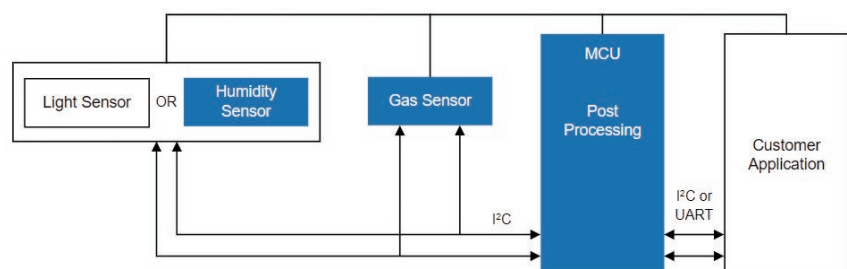 Light Sensor
OR
Humidity
Sensor
Gas Sensor
MCU
Post
Processing
Customer
Application
I²C
I²C or
UART